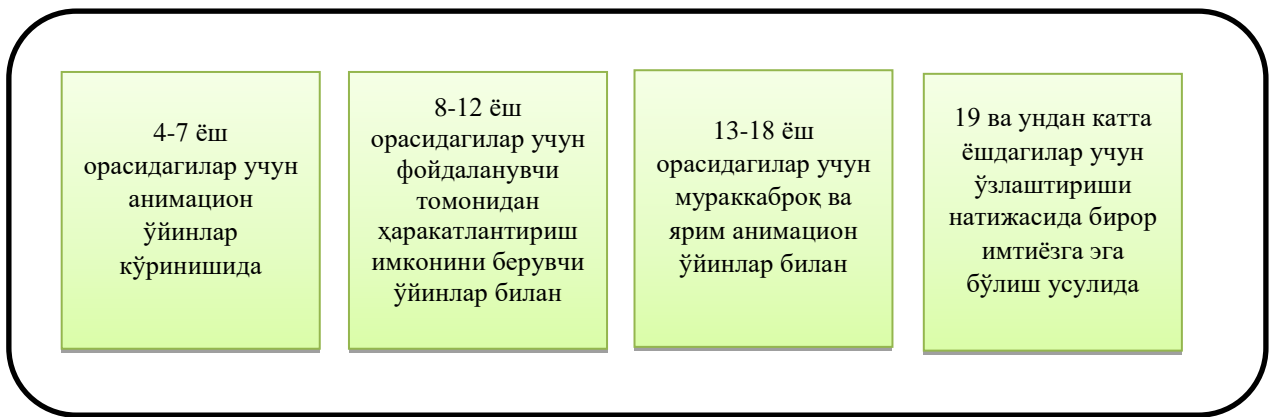 4-7 ёш
орасидагилар учун
анимацион
ўйинлар
кўринишида
8-12 ёш
орасидагилар учун
фойдаланувчи
томонидан
ҳаракатлантириш
имконини берувчи
ўйинлар билан
13-18 ёш
орасидагилар учун
мураккаброқ ва
ярим анимацион
ўйинлар билан
19 ва ундан катта
ёшдагилар учун
ўзлаштириши
натижасида бирор
имтиёзга эга
бўлиш усулида